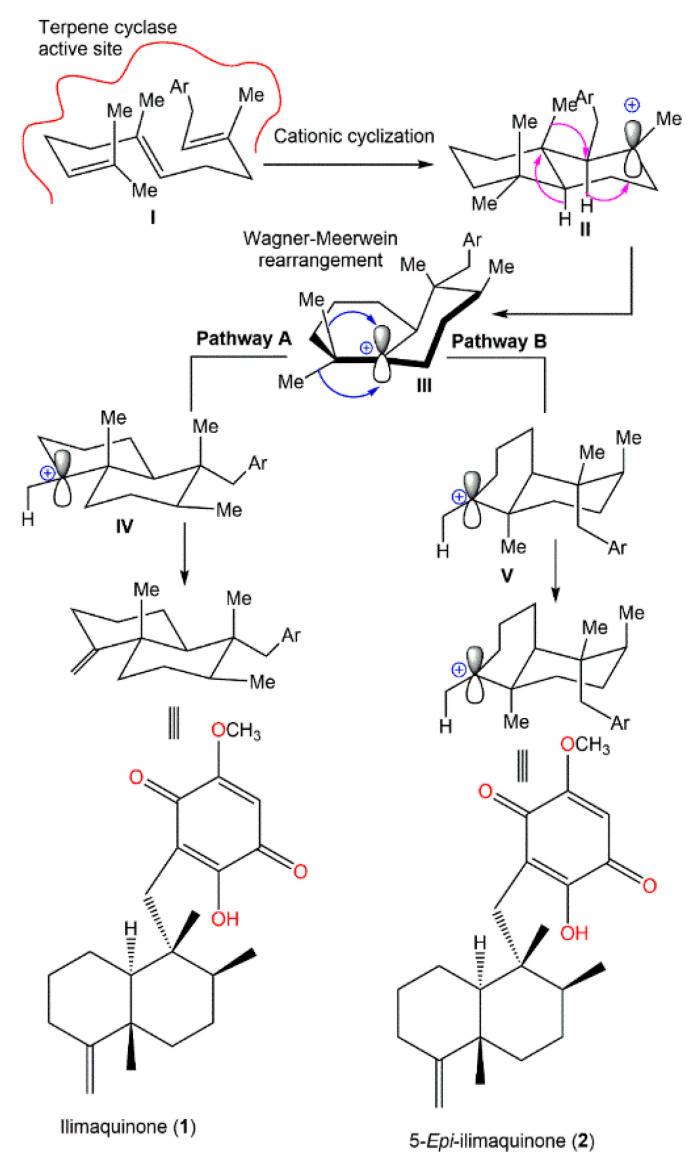 Terpene cyclase
active site
Ar
Me
Me
Me
Me
I
Cationic cyclization
Me
Ar
⊕
Me
Me
H
H
II
Wagner-Meerwein
rearrangement
Ar
Me
Me
Me
⊕
Me
III
Pathway A
Pathway B
Me
Me
Ar
⊕
H
Me
IV
Me
Me
⊕
H
Me
Ar
V
Me
Me
Ar
Me
Me
Me
⊕
H
Me
Ar
OCH3
O
O
OH
H
Ilimaquinone (1)
OCH3
O
O
OH
H
5-Epi-ilimaquinone (2)